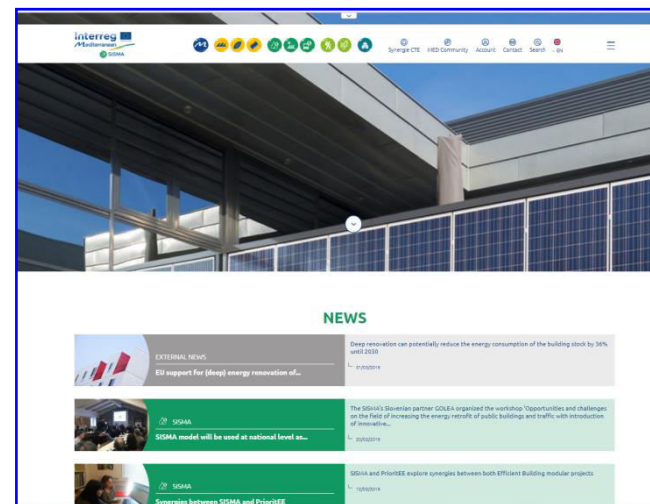 Interreg
Mediterranean
SISMA
Synergie CTE
MED Community
Account
Contact
Search
EN
NEWS
EXTERNAL NEWS
EU support for (deep) energy renovation of...
Deep renovation can potentially reduce the energy consumption of the building stock by 36%
until 2030
SISMA
SISMA model will be used at national level as...
The SISMA's Slovenian partner GOLEA organized the workshop 'Opportunities and challenges
on the field of increasing the energy retrofit of public buildings and traffic with introduction
of innovative...
SISMA
Synergies between SISMA and PrioritEE
SISMA and PrioritEE explore synergies between both Efficient Building modular projects